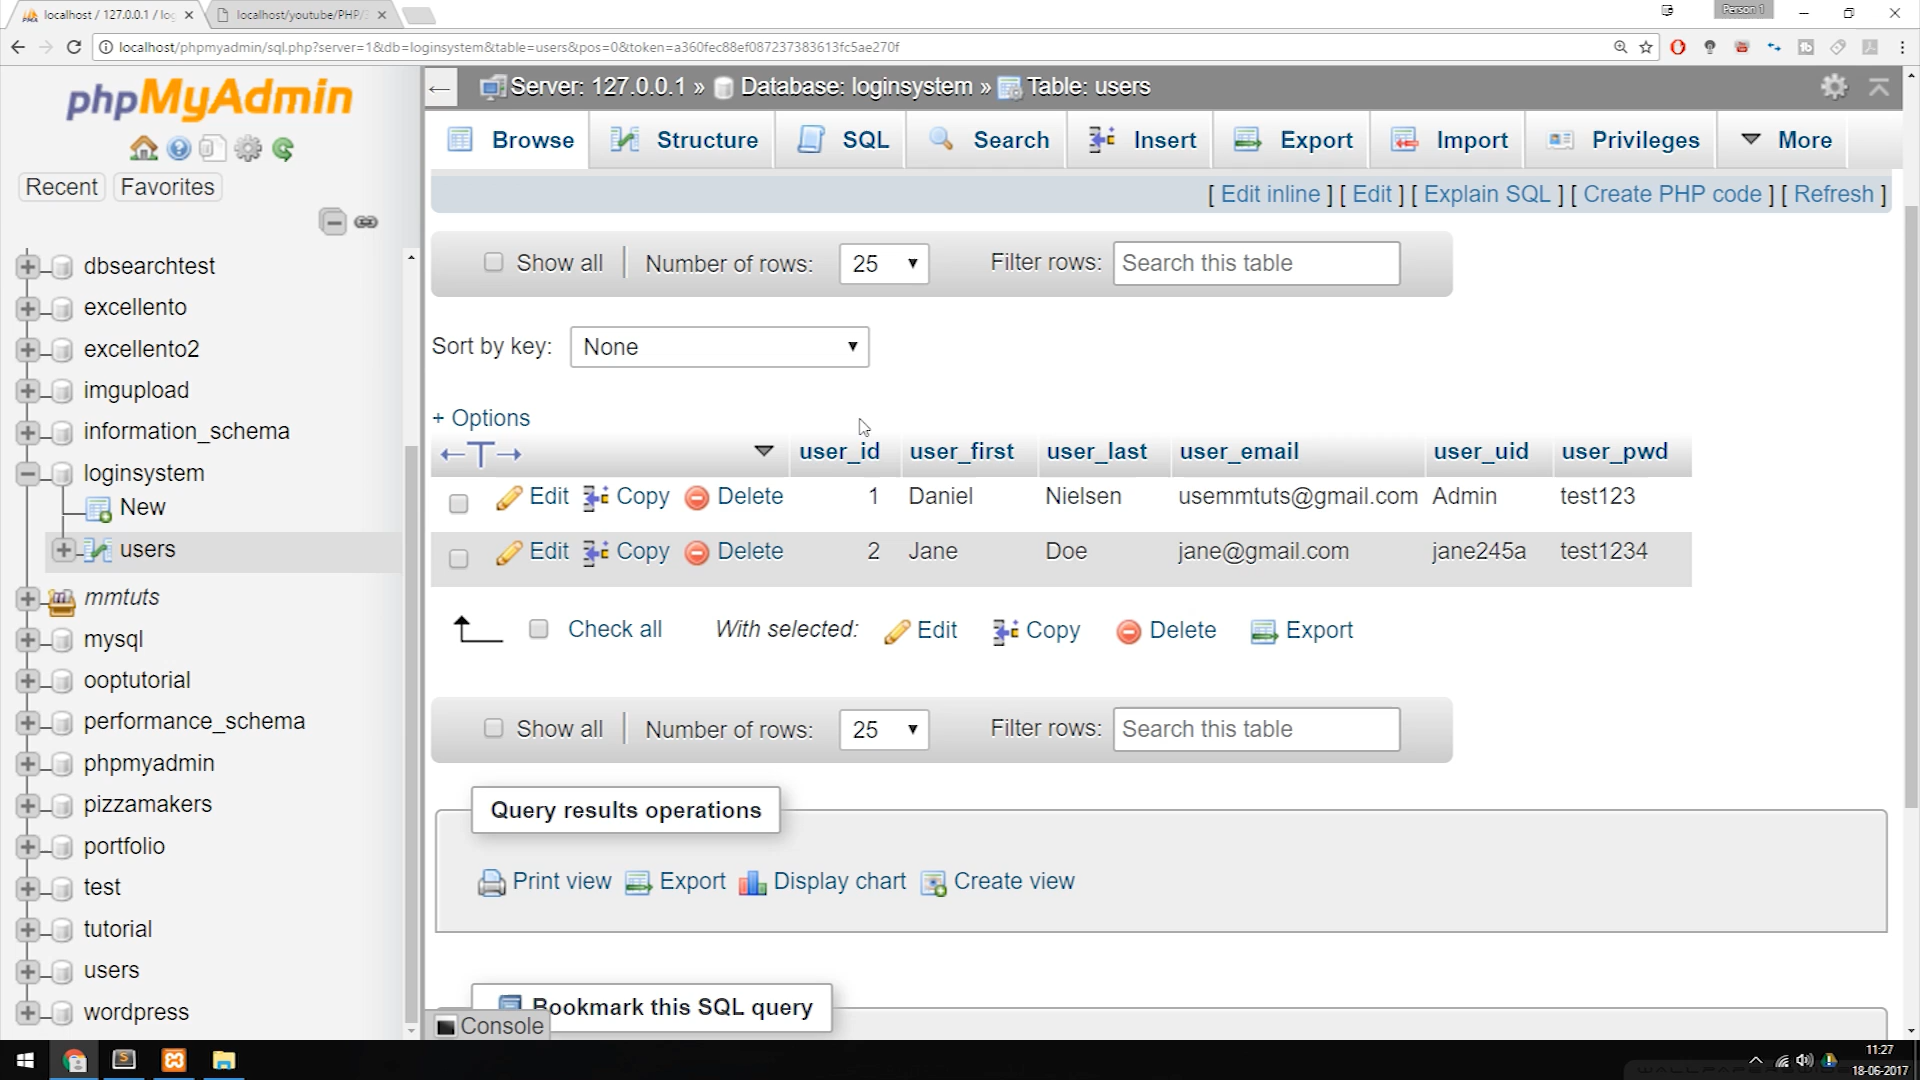 localhost / 127.0.0.1 / log
localhost/youtube/PHP/3
Person 1
localhost/phpmyadmin/sql.php?server=1&db=loginsystem&table=users&pos=0&token=a360fec88ef087237383613fc5ae270f
phpMyAdmin
Recent Favorites
dbsearchtest
excellento
excellento2
imgupload
information_schema
loginsystem
New
users
mmtuts
mysql
ooptutorial
performance_schema
phpmyadmin
pizzamakers
portfolio
test
tutorial
users
wordpress
Server: 127.0.0.1 » Database: loginsystem » Table: users
Browse Structure SQL Search Insert Export Import Privileges More
[ Edit inline ] [ Edit ] [ Explain SQL ] [ Create PHP code ] [ Refresh ]
Show all Number of rows: 25 Filter rows: Search this table
Sort by key: None
+ Options
user_id user_first user_last user_email user_uid user_pwd
Edit Copy Delete 1 Daniel Nielsen usemmtuts@gmail.com Admin test123
Edit Copy Delete 2 Jane Doe jane@gmail.com jane245a test1234
Check all With selected: Edit Copy Delete Export
Show all Number of rows: 25 Filter rows: Search this table
Query results operations
Print view Export Display chart Create view
Bookmark this SQL query
Console
11:27
18-06-2017